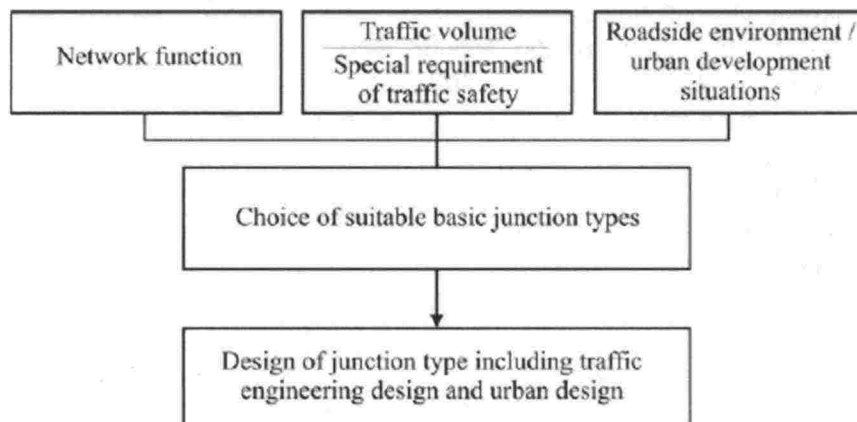 Network function
Traffic volume
Special requirement
of traffic safety
Roadside environment /
urban development
situations
Choice of suitable basic junction types
Design of junction type including traffic
engineering design and urban design